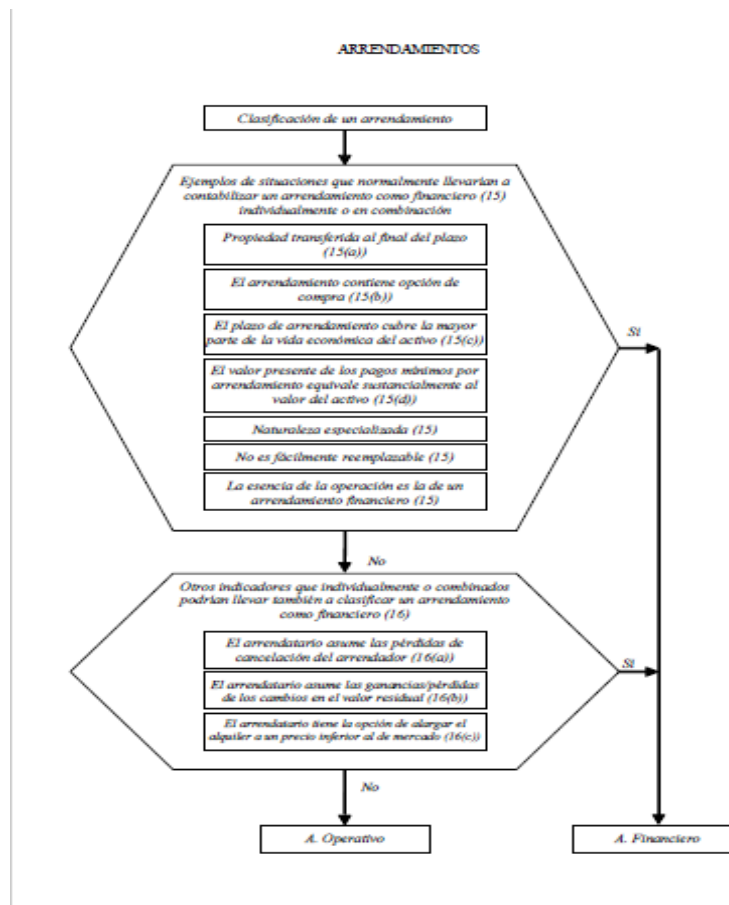 ARRENDAMIENTOS
Clasificación de un arrendamiento
Ejemplos de situaciones que normalmente llevarían a
contabilizar un arrendamiento como financiero (15)
individualmente o en combinación
Propiedad transferida al final del plazo
(15(a))
El arrendamiento contiene opción de
compra (15(b))
El plazo de arrendamiento cubre la mayor
parte de la vida económica del activo (15(c))
Si
El valor presente de los pagos mínimos por
arrendamiento equivale sustancialmente al
valor del activo (15(d))
Naturaleza especializada (15)
No es fácilmente reemplazable (15)
La esencia de la operación es la de un
arrendamiento financiero (15)
No
Otros indicadores que individualmente o combinados
podrían llevar también a clasificar un arrendamiento
como financiero (16)
El arrendatario asume las pérdidas de
cancelación del arrendador (16(a))
Si
El arrendatario asume las ganancias/pérdidas
de los cambios en el valor residual (16(b))
El arrendatario tiene la opción de alargar el
alquiler a un precio inferior al de mercado (16(c))
No
A. Operativo
A. Financiero